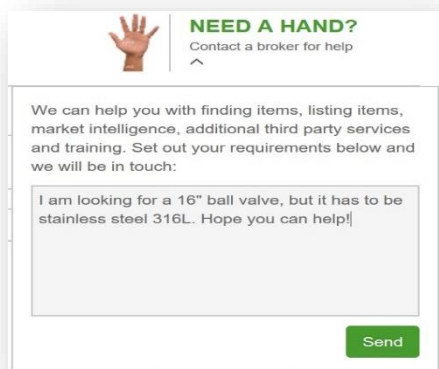 NEED A HAND?
Contact a broker for help
We can help you with finding items, listing items,
market intelligence, additional third party services
and training. Set out your requirements below and
we will be in touch:
I am looking for a 16" ball valve, but it has to be
stainless steel 316L. Hope you can help!
Send